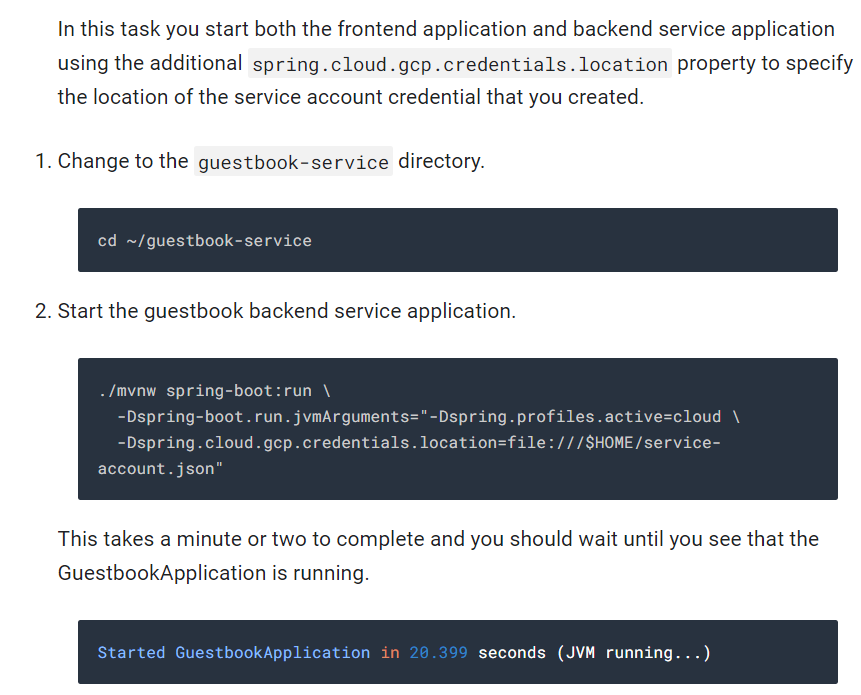 In this task you start both the frontend application and backend service application
using the additional spring.cloud.gcp.credentials.location property to specify
the location of the service account credential that you created.
1. Change to the guestbook-service directory.
cd ~/guestbook-service
2. Start the guestbook backend service application.
./mvnw spring-boot:run \
-Dspring-boot.run.jvmArguments="-Dspring.profiles.active=cloud \
-Dspring.cloud.gcp.credentials.location=file:///$HOME/service-
account.json"
This takes a minute or two to complete and you should wait until you see that the
GuestbookApplication is running.
Started GuestbookApplication in 20.399 seconds (JVM running...)